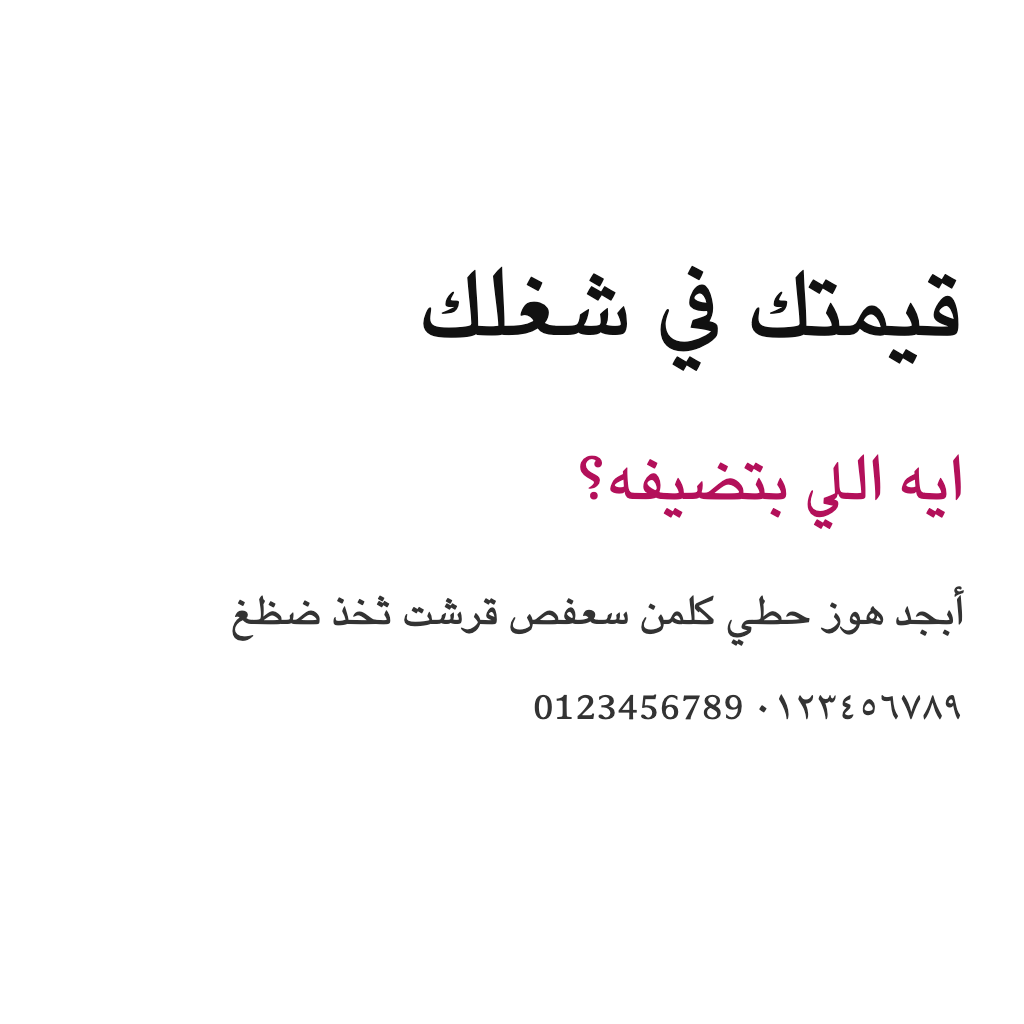 قيمتك في شغلك
ايه اللي بتضيفه؟
أبجد هوز حطي كلمن سعفص قرشت ثخذ ضظغ
0123456789 ٠١٢٣٤٥٦٧٨٩